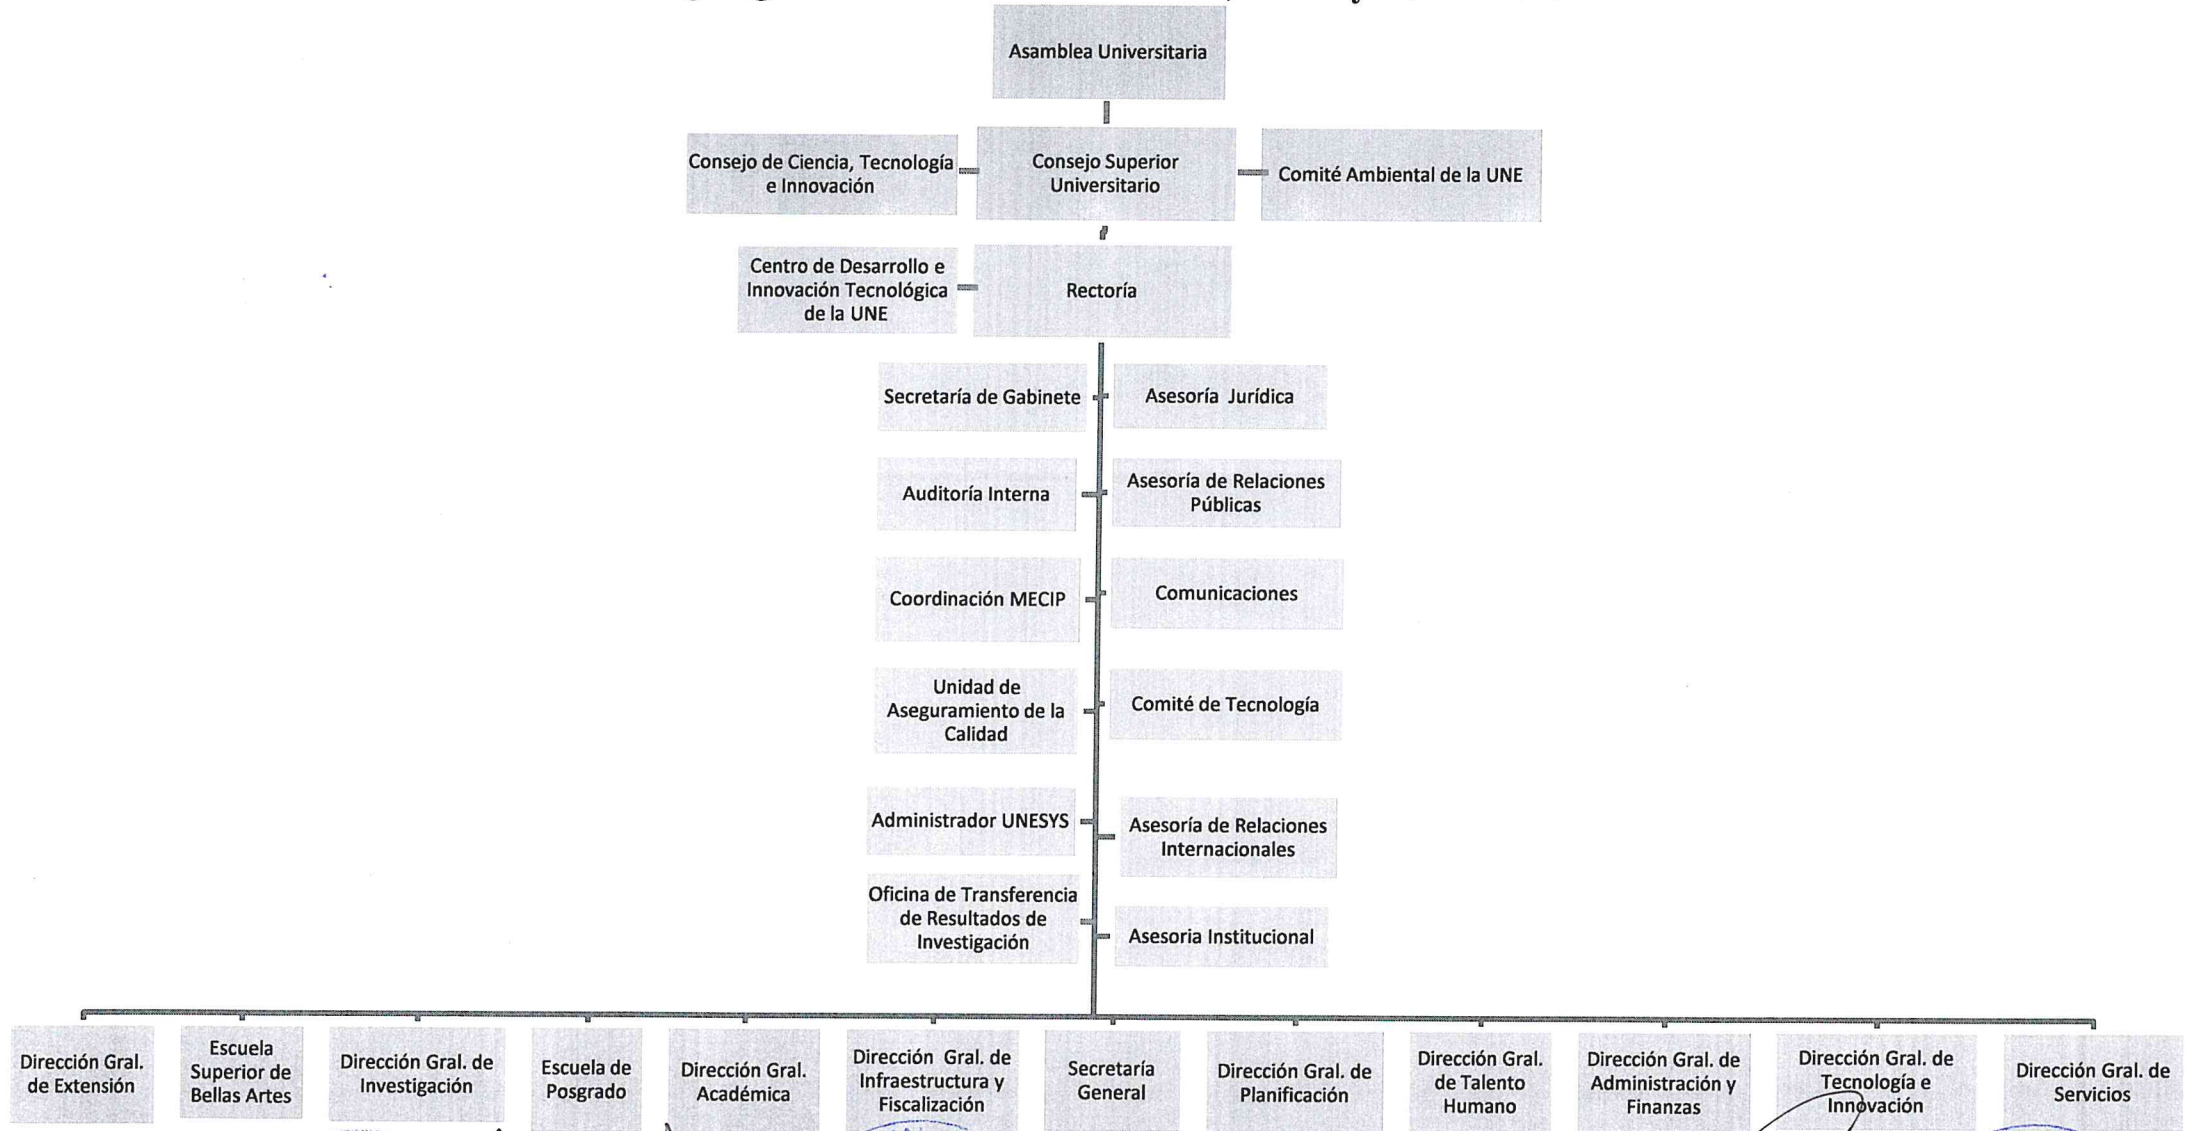 Asamblea Universitaria
Consejo de Ciencia, Tecnología
e Innovación
Consejo Superior
Universitario
Comité Ambiental de la UNE
Centro de Desarrollo e
Innovación Tecnológica
de la UNE
Rectoría
Secretaría de Gabinete
Asesoría Jurídica
Auditoría Interna
Asesoría de Relaciones
Públicas
Coordinación MECIP
Comunicaciones
Unidad de
Aseguramiento de la
Calidad
Comité de Tecnología
Administrador UNESYS
Asesoría de Relaciones
Internacionales
Oficina de Transferencia
de Resultados de
Investigación
Asesoria Institucional
Dirección Gral.
de Extensión
Escuela
Superior de
Bellas Artes
Dirección Gral. de
Investigación
Escuela de
Posgrado
Dirección Gral.
Académica
Dirección Gral. de
Infraestructura y
Fiscalización
Secretaría
General
Dirección Gral. de
Planificación
Dirección Gral.
de Talento
Humano
Dirección Gral. de
Administración y
Finanzas
Dirección Gral. de
Tecnología e
Innovación
Dirección Gral. de
Servicios